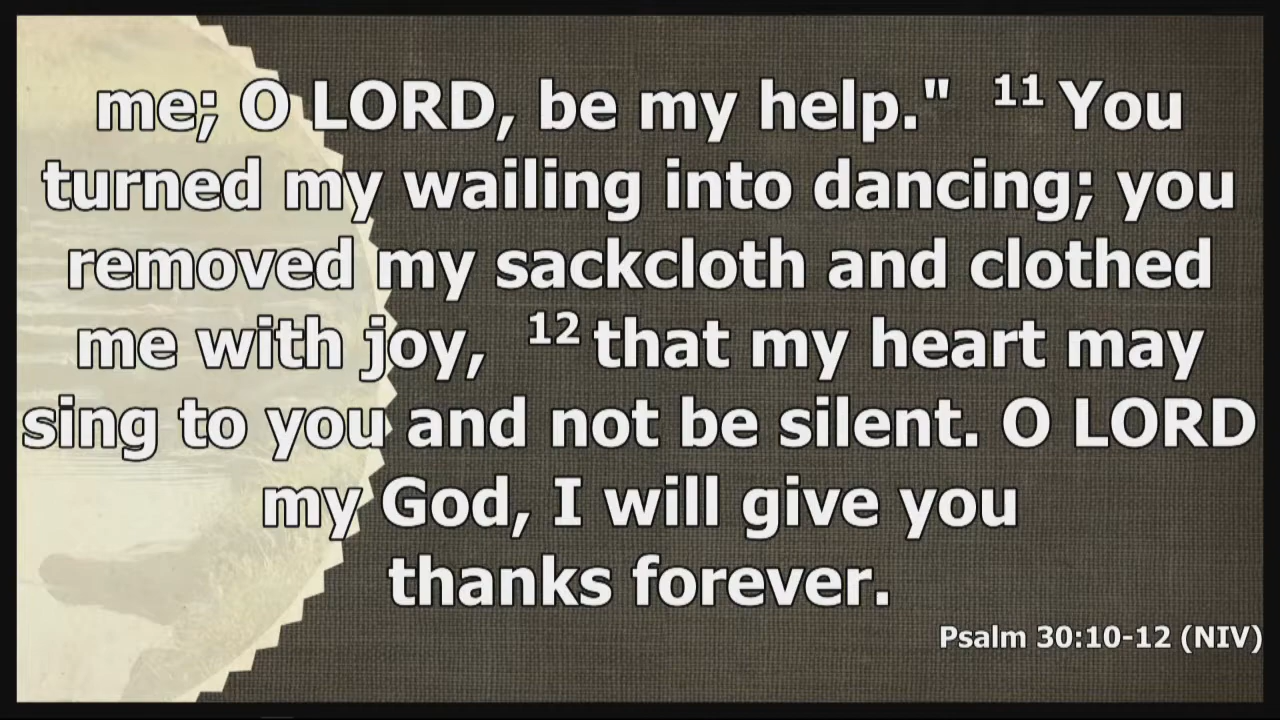 me; O LORD, be my help." 11 You
turned my wailing into dancing; you
removed my sackcloth and clothed
me with joy, 12 that my heart may
sing to you and not be silent. O LORD
my God, I will give you
thanks forever.
Psalm 30:10-12 (NIV)